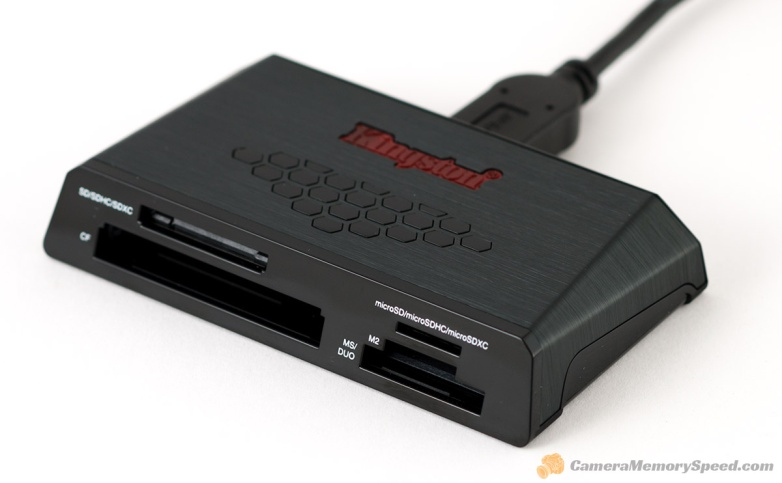 Kingston®
SD/SDHC/SDXC
CF
microSD/microSDHC/microSDXC
MS/
DUO
M2
CameraMemorySpeed.com